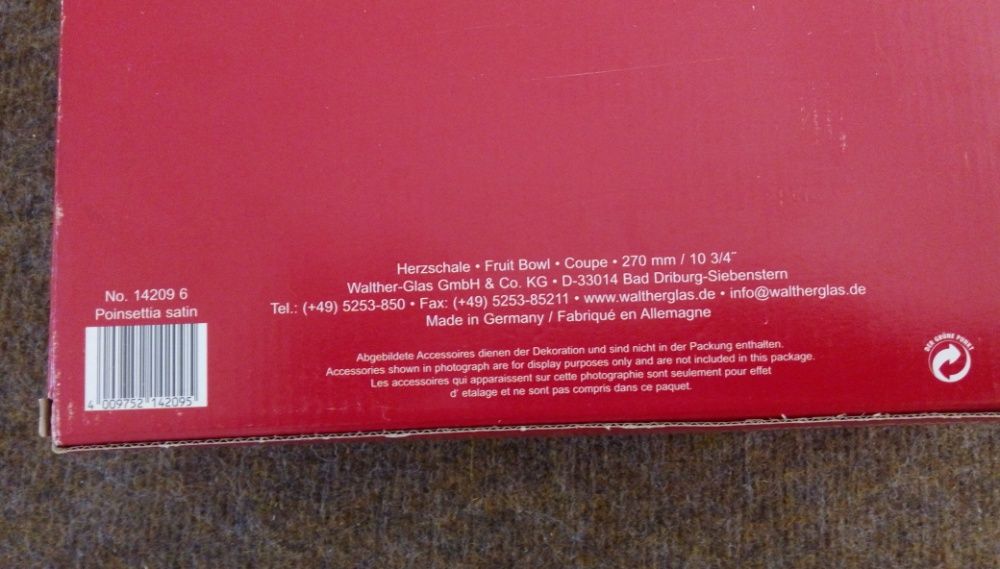 No. 14209 6
Poinsettia satin
4 009752 142095
Herzschale • Fruit Bowl • Coupe • 270 mm / 10 3/4˝
Walther-Glas GmbH & Co. KG • D-33014 Bad Driburg-Siebenstern
Tel.: (+49) 5253-850 • Fax: (+49) 5253-85211 • www.waltherglas.de • info@waltherglas.de
Made in Germany / Fabriqué en Allemagne
Abgebildete Accessoires dienen der Dekoration und sind nicht in der Packung enthalten.
Accessories shown in photograph are for display purposes only and are not included in this package.
Les accessoires qui apparaissent sur cette photographie sont seulement pour effet
d' etalage et ne sont pas compris dans ce paquet.
DER GRÜNE PUNKT